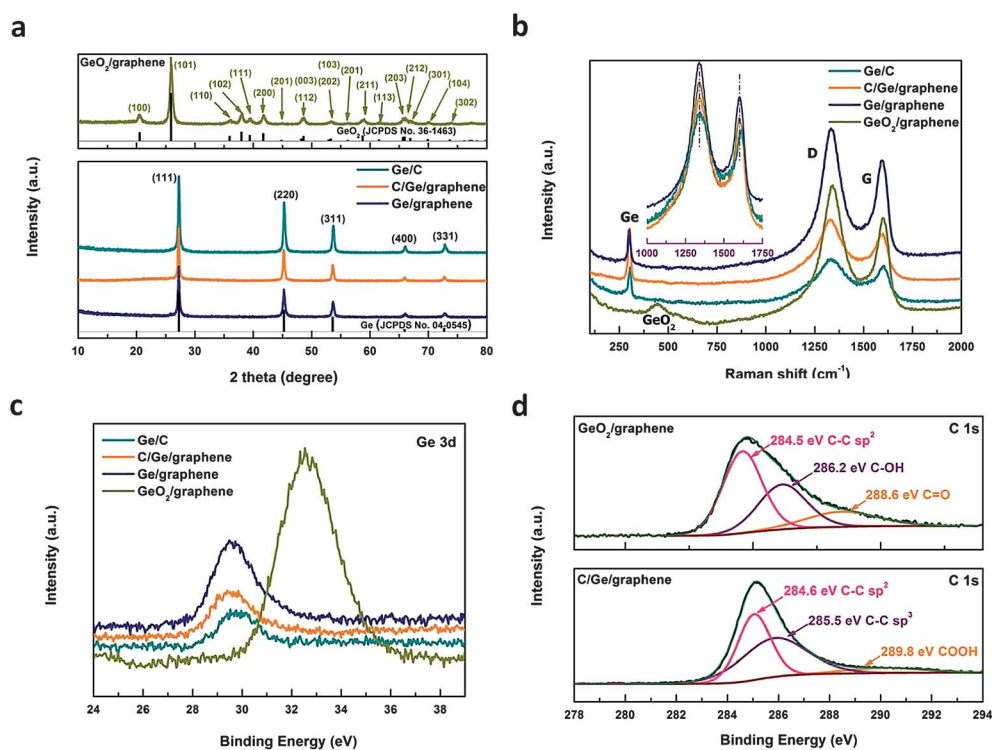 a
GeO2/graphene
(100)
(101)
(110)
(102)
(111)
(200)
(201)
(003)
(112)
(103)
(202)
(201)
(211)
(113)
(203)
(212)
(301)
(104)
(302)
GeO2 (JCPDS No. 36-1463)
Ge/C
C/Ge/graphene
Ge/graphene
(111)
(220)
(311)
(400)
(331)
Ge (JCPDS No. 04-0545)
Intensity (a.u.)
10 20 30 40 50 60 70 80
2 theta (degree)
b
Ge/C
C/Ge/graphene
Ge/graphene
GeO2/graphene
1000 1250 1500 1750
D
G
Ge
GeO2
Intensity (a.u.)
250 500 750 1000 1250 1500 1750 2000
Raman shift (cm-1)
c
Ge 3d
Ge/C
C/Ge/graphene
Ge/graphene
GeO2/graphene
Intensity (a.u.)
24 26 28 30 32 34 36 38
Binding Energy (eV)
d
GeO2/graphene
C 1s
284.5 eV C-C sp2
286.2 eV C-OH
288.6 eV C=O
C/Ge/graphene
C 1s
284.6 eV C-C sp2
285.5 eV C-C sp3
289.8 eV COOH
Intensity (a.u.)
278 280 282 284 286 288 290 292 294
Binding Energy (eV)